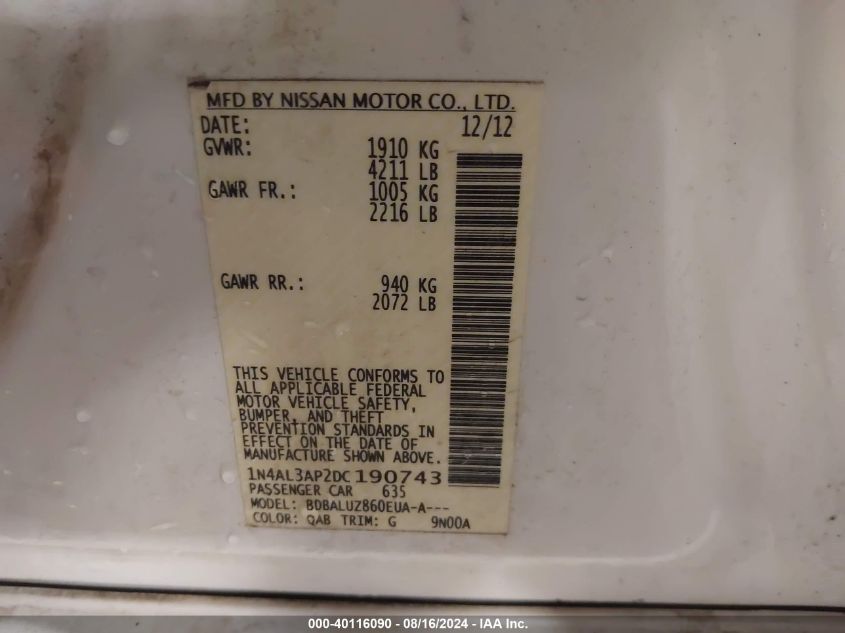 MFD BY NISSAN MOTOR CO., LTD.
DATE: 12/12
GVWR: 1910 KG
4211 LB
GAWR FR.: 1005 KG
2216 LB
GAWR RR.: 940 KG
2072 LB
THIS VEHICLE CONFORMS TO
ALL APPLICABLE FEDERAL
MOTOR VEHICLE SAFETY,
BUMPER, AND THEFT
PREVENTION STANDARDS IN
EFFECT ON THE DATE OF
MANUFACTURE SHOWN ABOVE.
1N4AL3AP2DC190743
PASSENGER CAR 635
MODEL: BDBALUZ860EUA-A---
COLOR: QAB TRIM: G 9N00A
000-40116090 - 08/16/2024 - IAA Inc.